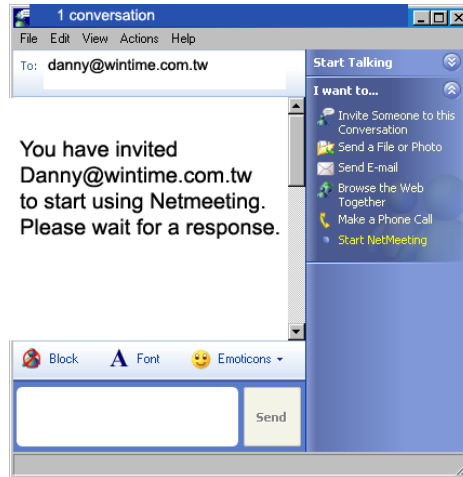 1 conversation
File Edit View Actions Help
To: danny@wintime.com.tw
You have invited
Danny@wintime.com.tw
to start using Netmeeting.
Please wait for a response.
Block Font Emoticons
Send
Start Talking
I want to...
Invite Someone to this
Conversation
Send a File or Photo
Send E-mail
Browse the Web
Together
Make a Phone Call
Start NetMeeting